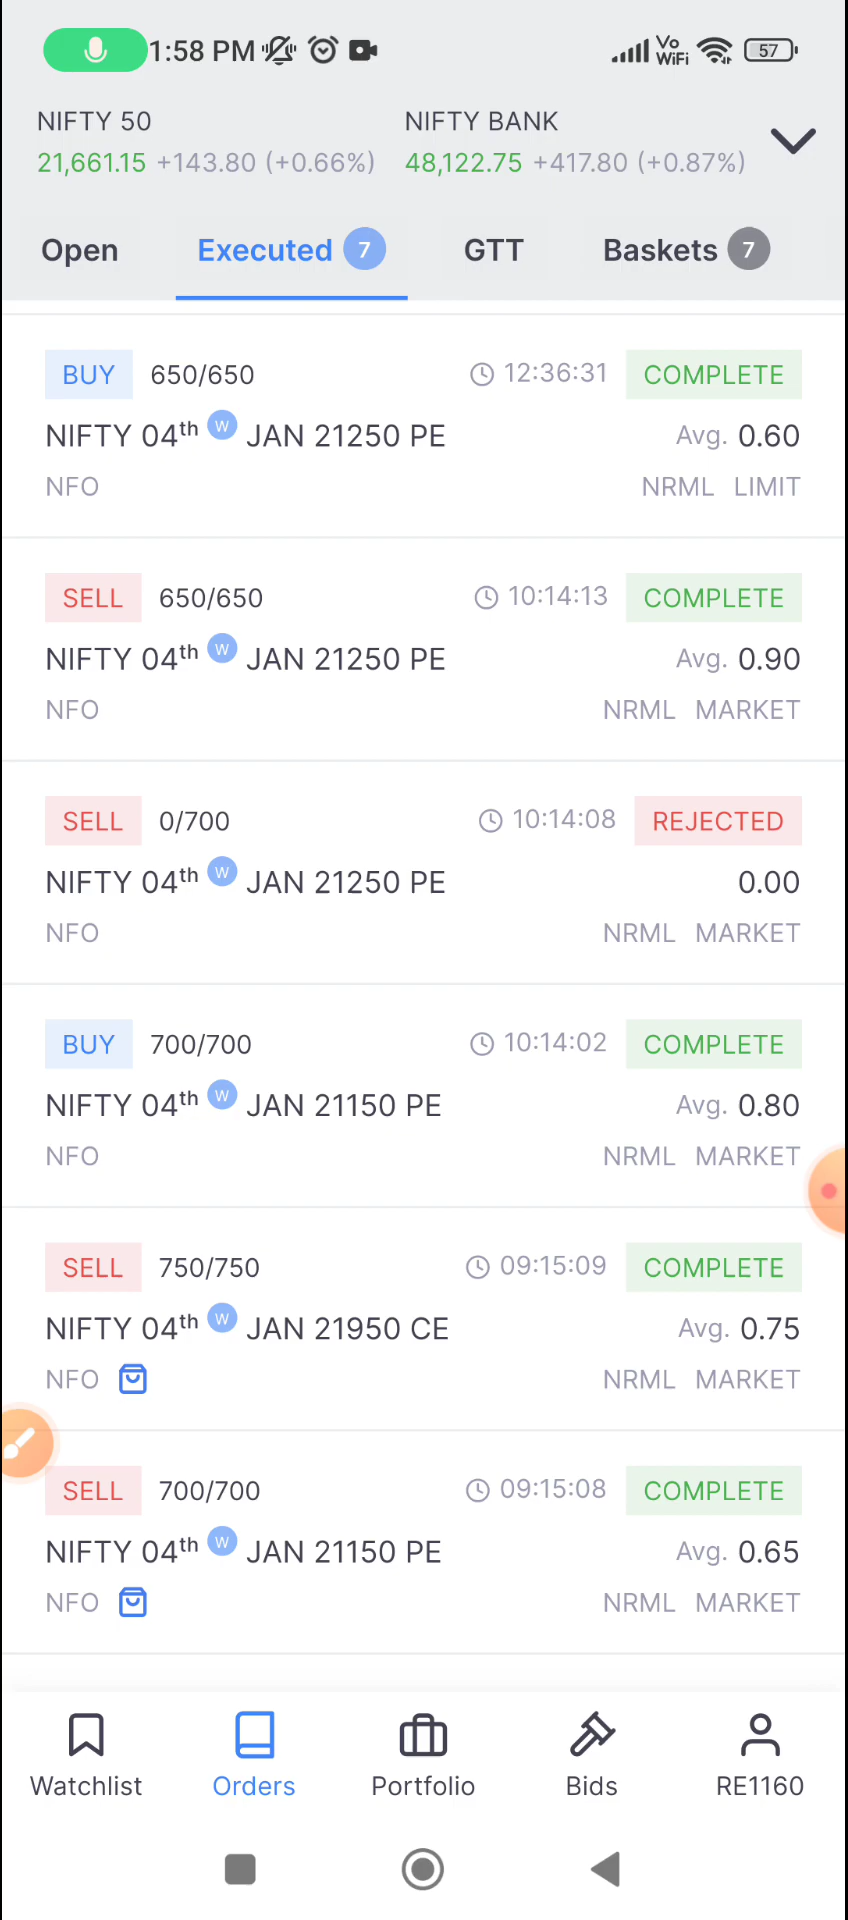 1:58 PM Vo WiFi 57
NIFTY 50 NIFTY BANK
21,661.15 +143.80 (+0.66%) 48,122.75 +417.80 (+0.87%)
Open Executed 7 GTT Baskets 7
BUY 650/650 12:36:31 COMPLETE
NIFTY 04th W JAN 21250 PE Avg. 0.60
NFO NRML LIMIT
SELL 650/650 10:14:13 COMPLETE
NIFTY 04th W JAN 21250 PE Avg. 0.90
NFO NRML MARKET
SELL 0/700 10:14:08 REJECTED
NIFTY 04th W JAN 21250 PE 0.00
NFO NRML MARKET
BUY 700/700 10:14:02 COMPLETE
NIFTY 04th W JAN 21150 PE Avg. 0.80
NFO NRML MARKET
SELL 750/750 09:15:09 COMPLETE
NIFTY 04th W JAN 21950 CE Avg. 0.75
NFO NRML MARKET
SELL 700/700 09:15:08 COMPLETE
NIFTY 04th W JAN 21150 PE Avg. 0.65
NFO NRML MARKET
Watchlist Orders Portfolio Bids RE1160